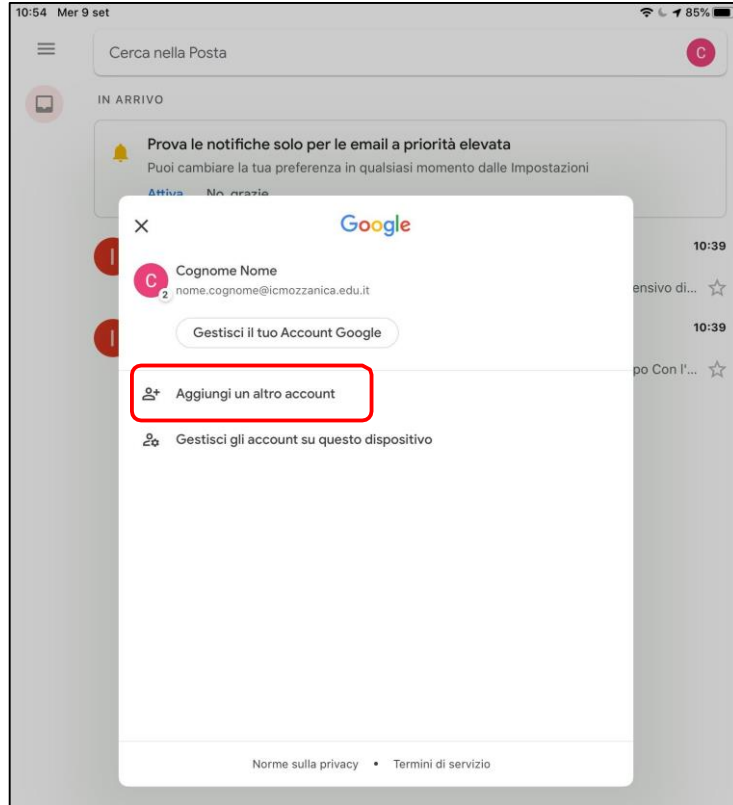 10:54 Mer 9 set 85%
Cerca nella Posta C
IN ARRIVO
Prova le notifiche solo per le email a priorità elevata
Puoi cambiare la tua preferenza in qualsiasi momento dalle Impostazioni
Attiva No, grazie
Google
I 10:39
Cognome Nome
C 2 nome.cognome@icmozzanica.edu.it
ensivo di...
Gestisci il tuo Account Google
I 10:39
po Con l'...
Aggiungi un altro account
Gestisci gli account su questo dispositivo
Norme sulla privacy • Termini di servizio